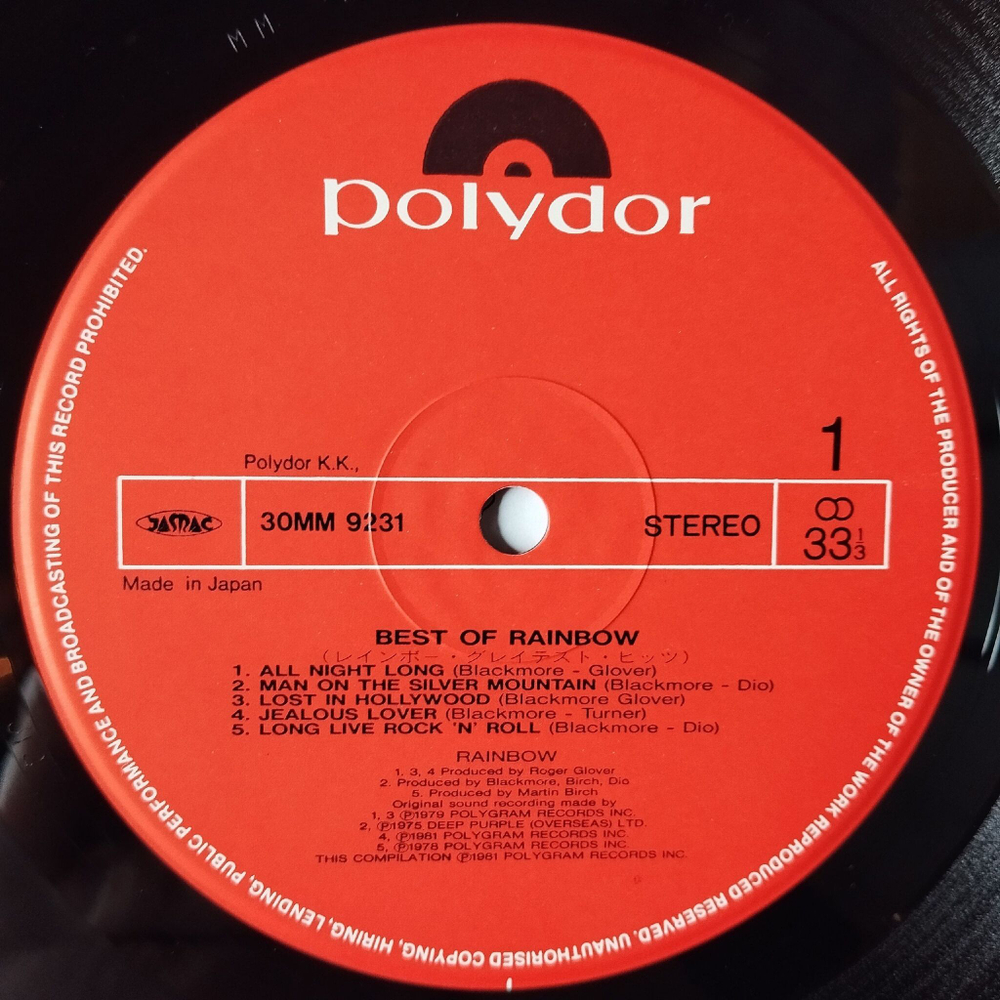 M M
polydor
ALL RIGHTS OF THE PRODUCER AND OF THE OWNER OF THE WORK REPRODUCED RESERVED. UNAUTHORISED COPYING, HIRING, LENDING, PUBLIC PERFORMANCE AND BROADCASTING OF THIS RECORD PROHIBITED.
1
Polydor K.K.,
JASRAC
30MM 9231
STEREO
33 1/3
Made in Japan
BEST OF RAINBOW
(レインボー・グレイテスト・ヒッツ)
1. ALL NIGHT LONG (Blackmore - Glover)
2. MAN ON THE SILVER MOUNTAIN (Blackmore - Dio)
3. LOST IN HOLLYWOOD (Blackmore Glover)
4. JEALOUS LOVER (Blackmore - Turner)
5. LONG LIVE ROCK 'N' ROLL (Blackmore - Dio)
RAINBOW
1, 3, 4 Produced by Roger Glover
2. Produced by Blackmore, Birch, Dio
5. Produced by Martin Birch
Original sound recording made by
1, 3 ℗1979 POLYGRAM RECORDS INC.
2, ℗1975 DEEP PURPLE (OVERSEAS) LTD.
4, ℗1981 POLYGRAM RECORDS INC.
5, ℗1978 POLYGRAM RECORDS INC.
THIS COMPILATION ℗1981 POLYGRAM RECORDS INC.